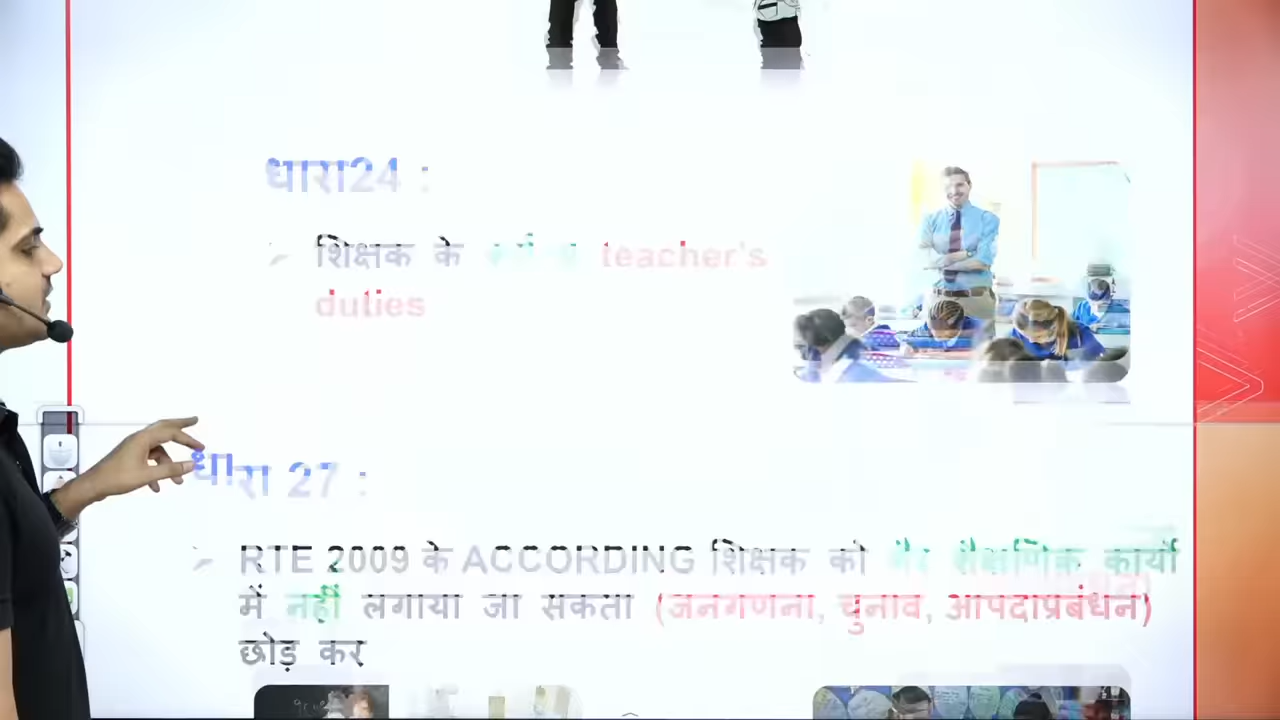 धारा24 :
शिक्षक के teacher's
duties
धारा 27 :
RTE 2009 के ACCORDING शिक्षक को गैर शैक्षणिक कार्यो
में नहीं लगाया जा सकता (जनगणना, चुनाव, आपदाप्रबंधन)
छोड़ कर